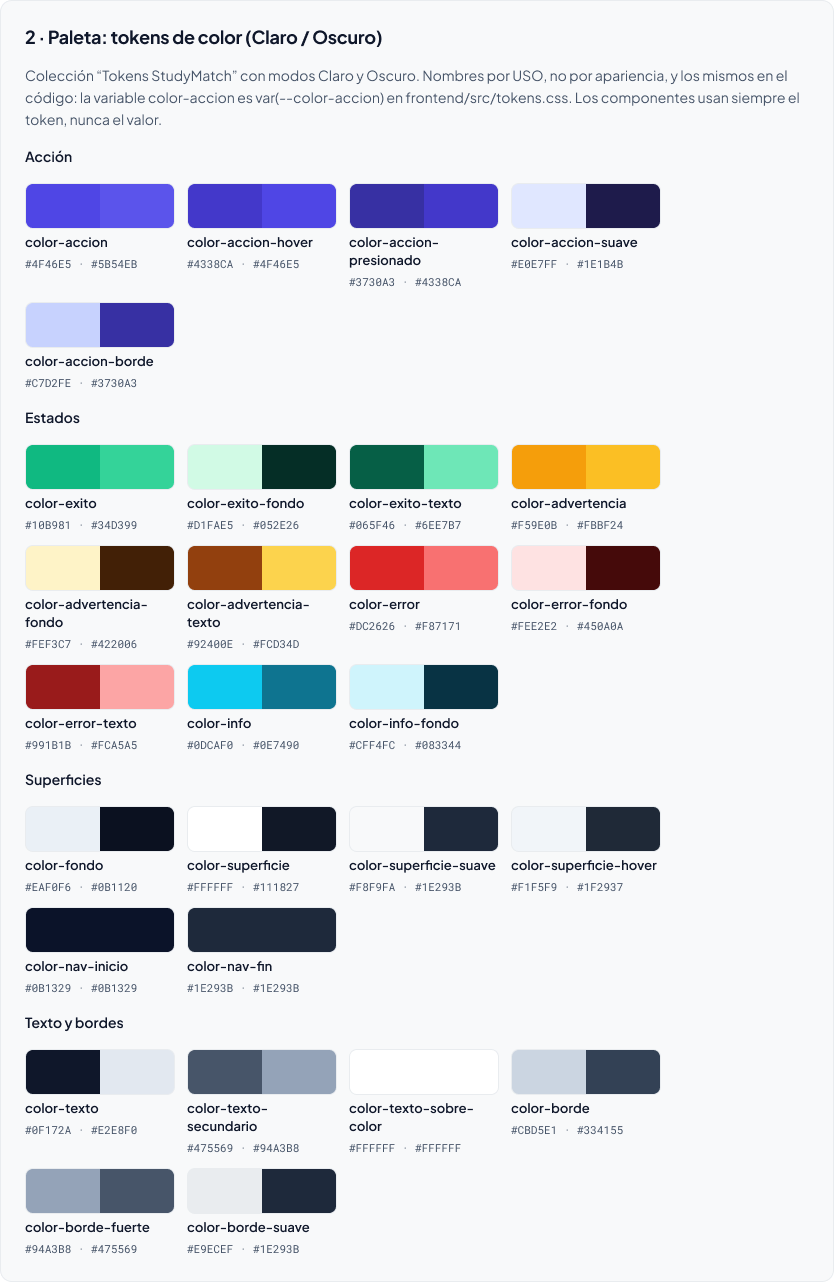 2 · Paleta: tokens de color (Claro / Oscuro)
Colección “Tokens StudyMatch” con modos Claro y Oscuro. Nombres por USO, no por apariencia, y los mismos en el
código: la variable color-accion es var(--color-accion) en frontend/src/tokens.css. Los componentes usan siempre el
token, nunca el valor.
Acción
color-accion
#4F46E5 · #5B54EB
color-accion-hover
#4338CA · #4F46E5
color-accion-
presionado
#3730A3 · #4338CA
color-accion-suave
#E0E7FF · #1E1B4B
color-accion-borde
#C7D2FE · #3730A3
Estados
color-exito
#10B981 · #34D399
color-exito-fondo
#D1FAE5 · #052E26
color-exito-texto
#065F46 · #6EE7B7
color-advertencia
#F59E0B · #FBBF24
color-advertencia-
fondo
#FEF3C7 · #422006
color-advertencia-
texto
#92400E · #FCD34D
color-error
#DC2626 · #F87171
color-error-fondo
#FEE2E2 · #450A0A
color-error-texto
#991B1B · #FCA5A5
color-info
#0DCAF0 · #0E7490
color-info-fondo
#CFF4FC · #083344
Superficies
color-fondo
#EAF0F6 · #0B1120
color-superficie
#FFFFFF · #111827
color-superficie-suave
#F8F9FA · #1E293B
color-superficie-hover
#F1F5F9 · #1F2937
color-nav-inicio
#0B1329 · #0B1329
color-nav-fin
#1E293B · #1E293B
Texto y bordes
color-texto
#0F172A · #E2E8F0
color-texto-
secundario
#475569 · #94A3B8
color-texto-sobre-
color
#FFFFFF · #FFFFFF
color-borde
#CBD5E1 · #334155
color-borde-fuerte
#94A3B8 · #475569
color-borde-suave
#E9ECEF · #1E293B